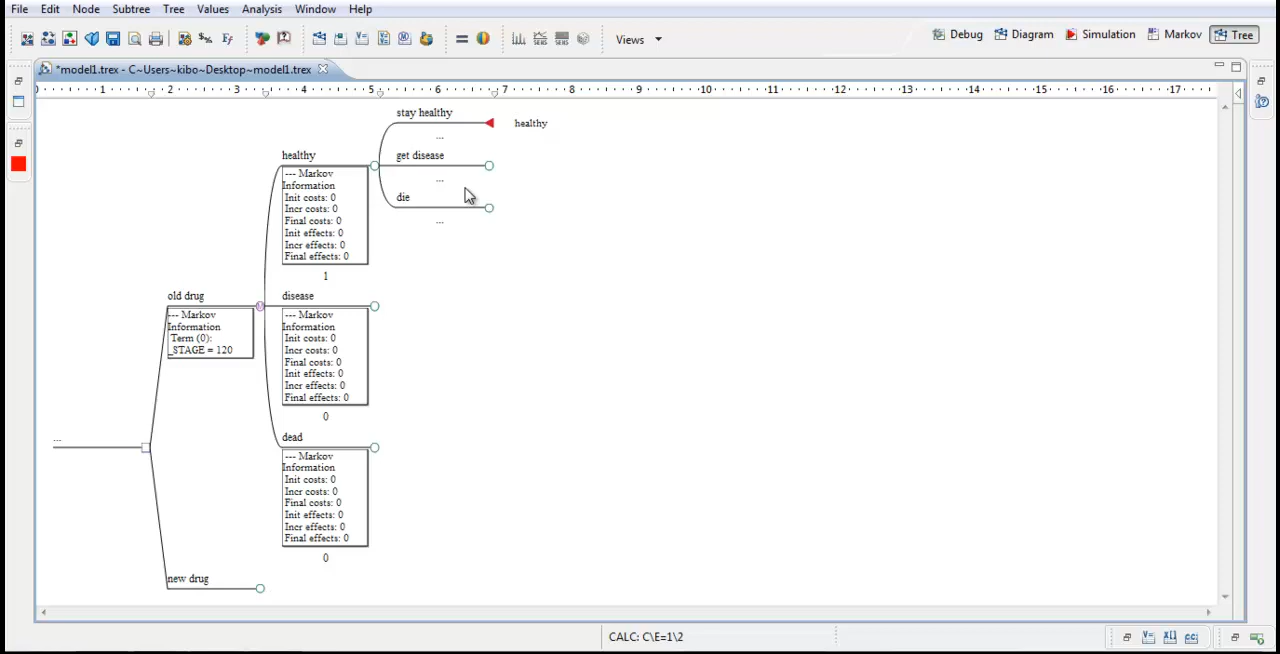 File Edit Node Subtree Tree Values Analysis Window Help
Views
Debug Diagram Simulation Markov Tree
*model1.trex - C~Users~kibo~Desktop~model1.trex
0 1 2 3 4 5 6 7 8 9 10 11 12 13 14 15 16 17
stay healthy
healthy
...
get disease
...
die
...
healthy
--- Markov
Information
Init costs: 0
Incr costs: 0
Final costs: 0
Init effects: 0
Incr effects: 0
Final effects: 0
1
old drug
--- Markov
Information
Term (0):
_STAGE = 120
disease
--- Markov
Information
Init costs: 0
Incr costs: 0
Final costs: 0
Init effects: 0
Incr effects: 0
Final effects: 0
0
...
dead
--- Markov
Information
Init costs: 0
Incr costs: 0
Final costs: 0
Init effects: 0
Incr effects: 0
Final effects: 0
0
new drug
CALC: C\E=1\2